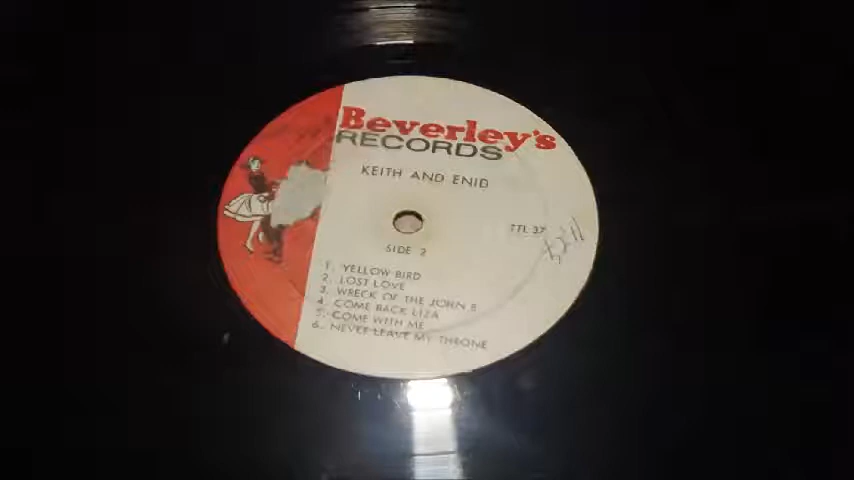 Beverley's
RECORDS
KEITH AND ENID
TTL 37
SIDE 2
1. YELLOW BIRD
2. LOST LOVE
3. WRECK OF THE JOHN B
4. COME BACK LIZA
5. COME WITH ME
6. NEVER LEAVE MY THRONE